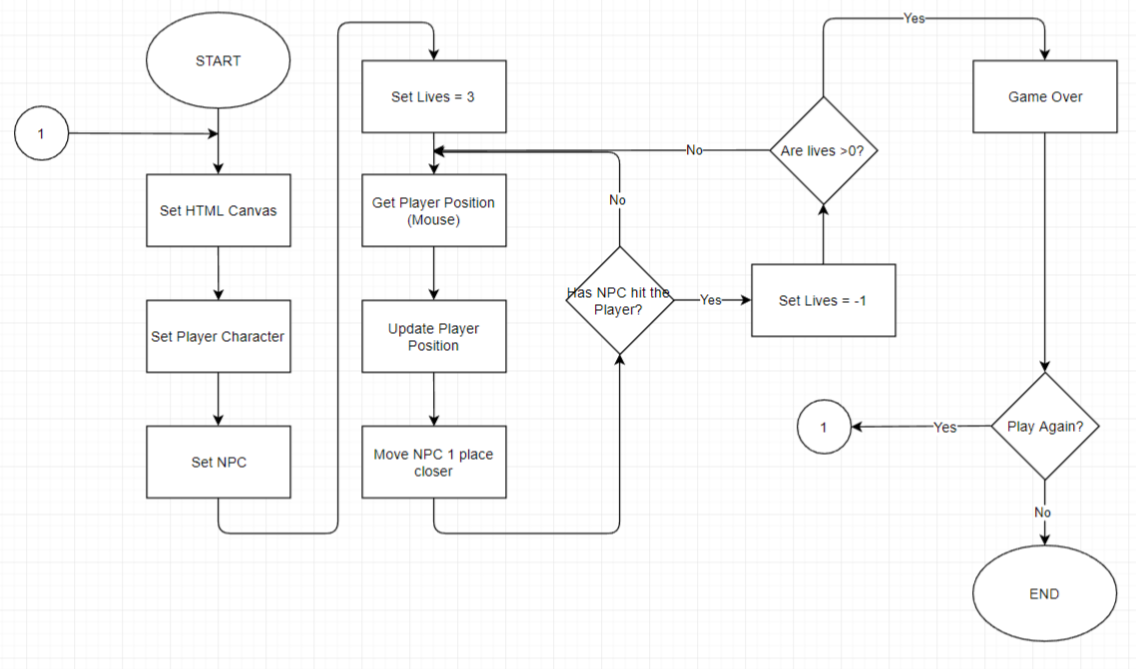 START
1
Set HTML Canvas
Set Player Character
Set NPC
Set Lives = 3
Get Player Position
(Mouse)
Update Player
Position
Move NPC 1 place
closer
Has NPC hit the
Player?
No
Yes
Set Lives = -1
Are lives >0?
No
Yes
Game Over
Play Again?
Yes
1
No
END